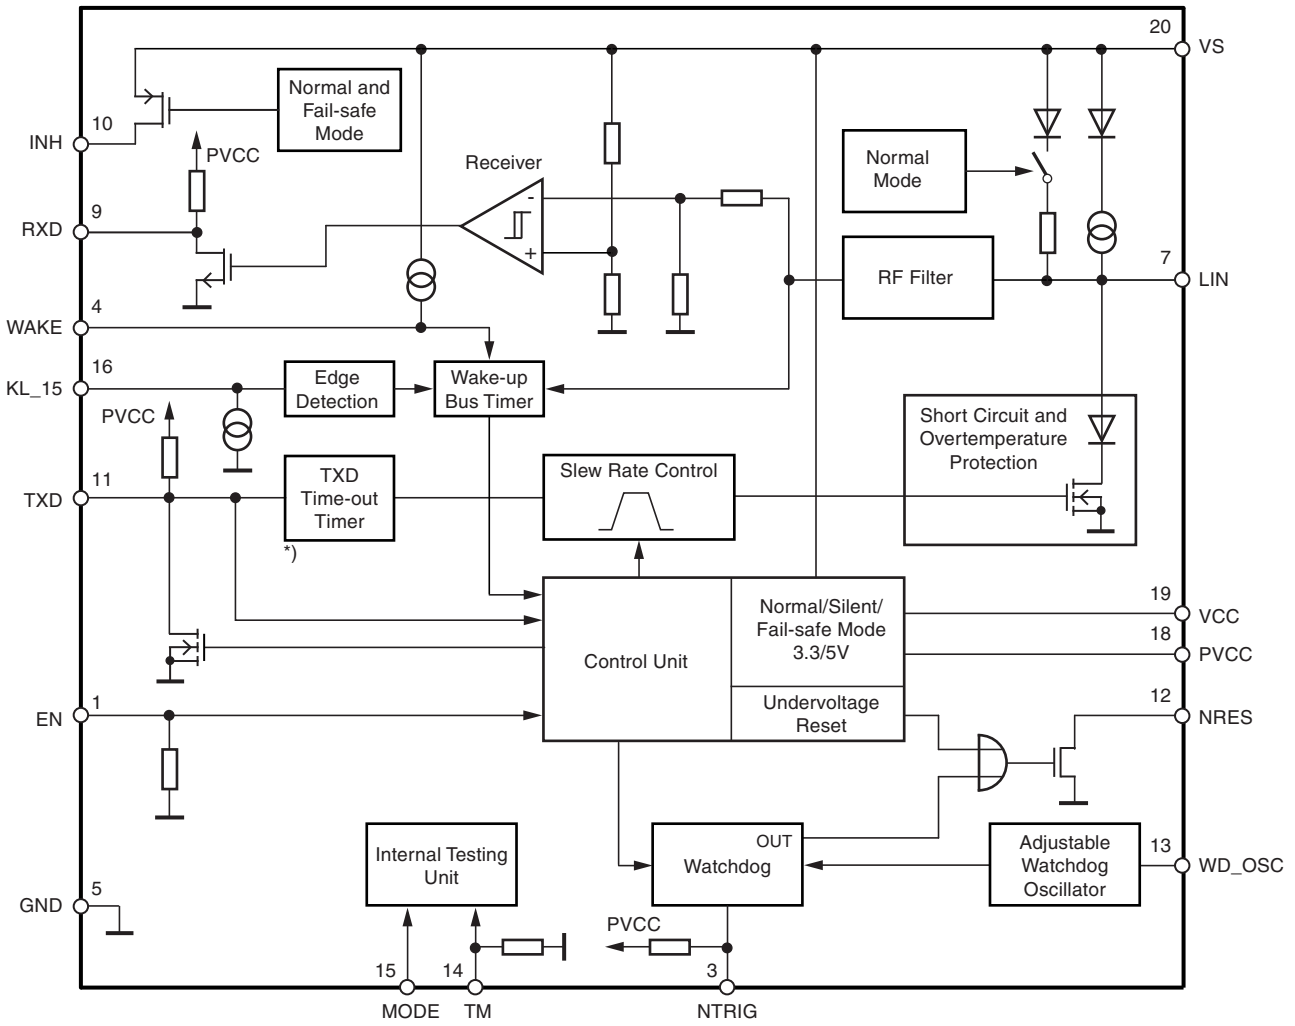 20
VS
Normal and
Fail-safe
Mode
10
INH
PVCC
Receiver
Normal
Mode
-
+
9
RXD
RF Filter
7
LIN
4
WAKE
16
KL_15
Edge
Detection
Wake-up
Bus Timer
PVCC
Short Circuit and
Overtemperature
Protection
11
TXD
TXD
Time-out
Timer
*)
Slew Rate Control
Control Unit
Normal/Silent/
Fail-safe Mode
3.3/5V
19
VCC
18
PVCC
Undervoltage
Reset
12
NRES
1
EN
Internal Testing
Unit
OUT
Watchdog
Adjustable
Watchdog
Oscillator
13
WD_OSC
5
GND
PVCC
15
14
3
MODE
TM
NTRIG